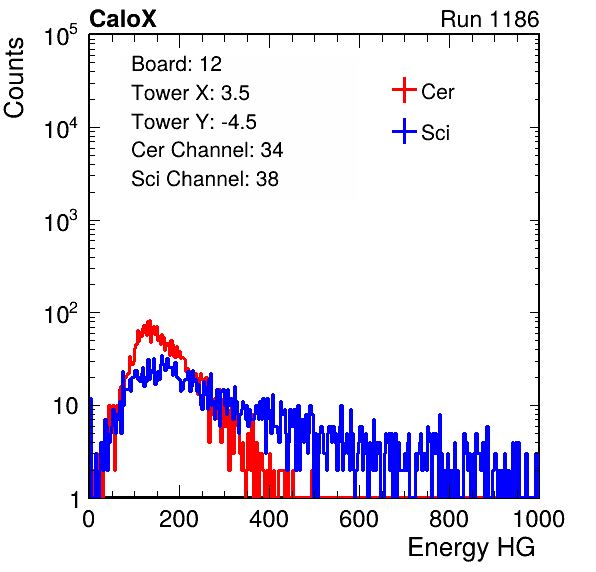 CaloX Run 1186
Counts
Board: 12
Tower X: 3.5
Tower Y: -4.5
Cer Channel: 34
Sci Channel: 38
Cer
Sci
10^5
10^4
10^3
10^2
10
1
0 200 400 600 800 1000
Energy HG